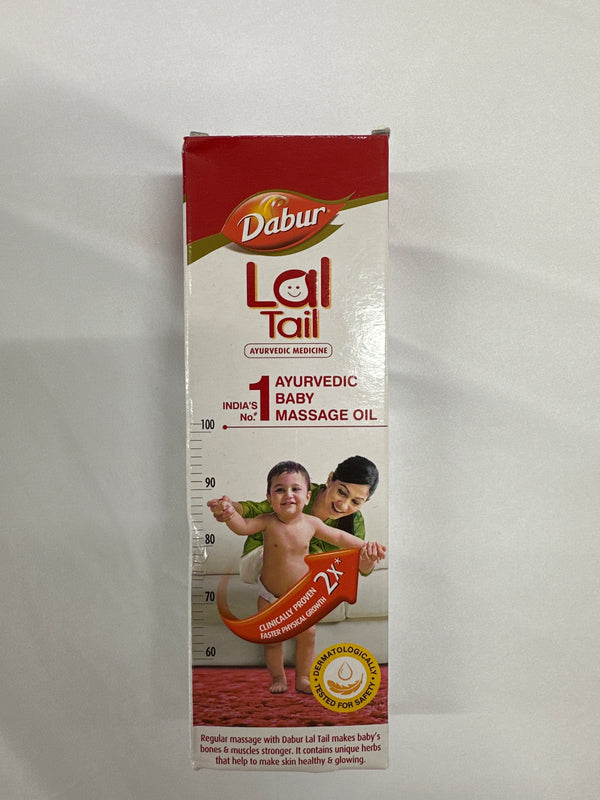 Dabur
Lal
Tail
AYURVEDIC MEDICINE
INDIA'S
No.#
1
AYURVEDIC
BABY
MASSAGE OIL
100
90
80
70
60
CLINICALLY PROVEN
FASTER PHYSICAL GROWTH
2X*
DERMATOLOGICALLY
TESTED FOR SAFETY
Regular massage with Dabur Lal Tail makes baby's
bones & muscles stronger. It contains unique herbs
that help to make skin healthy & glowing.